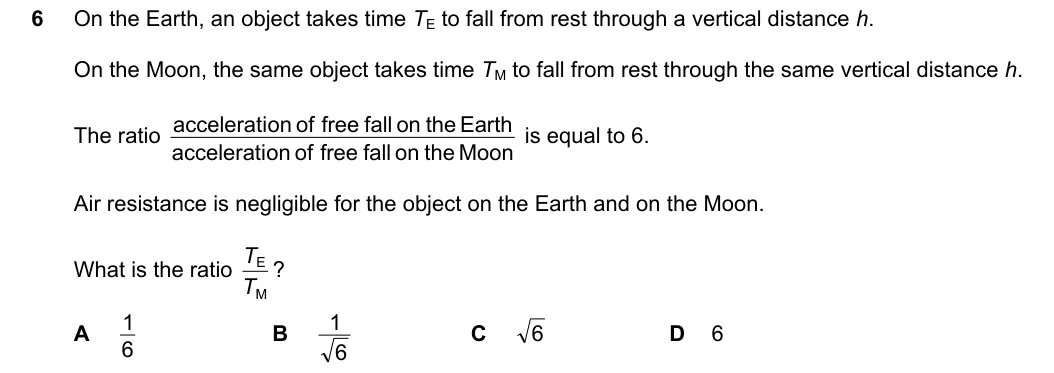 6 On the Earth, an object takes time T_E to fall from rest through a vertical distance h.
On the Moon, the same object takes time T_M to fall from rest through the same vertical distance h.
The ratio acceleration of free fall on the Earth / acceleration of free fall on the Moon is equal to 6.
Air resistance is negligible for the object on the Earth and on the Moon.
What is the ratio T_E / T_M ?
A 1/6 B 1/√6 C √6 D 6